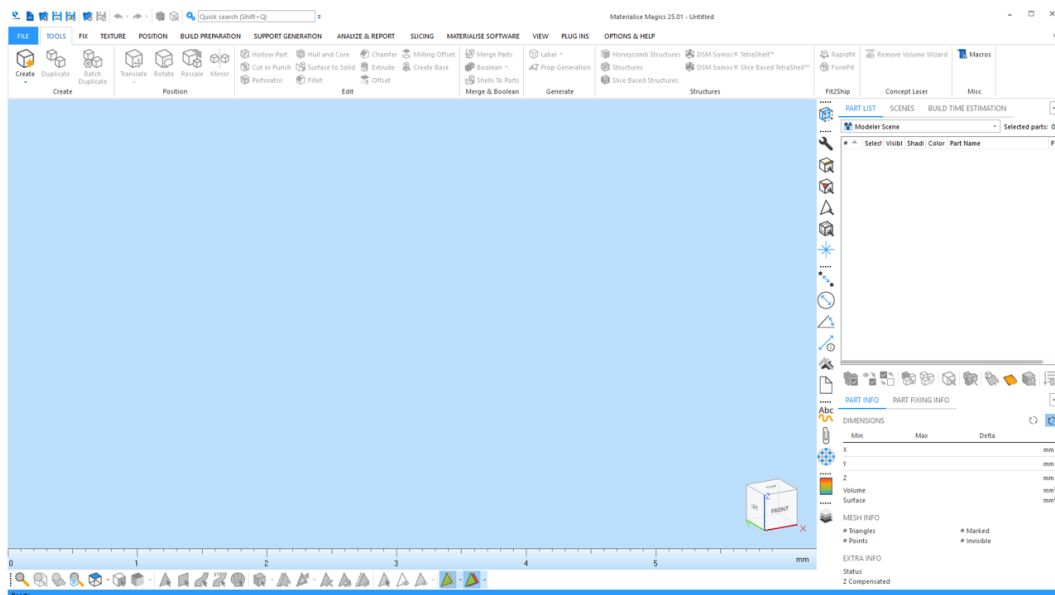 Quick search (Shift+Q)
Materialise Magics 25.01 - Untitled
FILE TOOLS FIX TEXTURE POSITION BUILD PREPARATION SUPPORT GENERATION ANALYZE & REPORT SLICING MATERIALISE SOFTWARE VIEW PLUG INS OPTIONS & HELP
Create Duplicate Batch Duplicate
Create
Translate Rotate Rescale Mirror
Position
Hollow Part Hull and Core Chamfer Milling Offset
Cut or Punch Surface to Solid Extrude Create Base
Perforator Fillet Offset
Edit
Merge Parts
Boolean
Shells To Parts
Merge & Boolean
Label
Prop Generation
Generate
Honeycomb Structures DSM Somos® TetraShell™
Structures DSM Somos® Slice Based TetraShell™
Slice Based Structures
Structures
Rapidfit
FormFit
Fit2Ship
Remove Volume Wizard
Concept Laser
Macros
Misc
PART LIST SCENES BUILD TIME ESTIMATION
Modeler Scene Selected parts: 0
# Select Visibl Shadi Color Part Name
Abc
PART INFO PART FIXING INFO
DIMENSIONS
Min Max Delta
X mm
Y mm
Z mm
Volume mm³
Surface mm²
MESH INFO
# Triangles # Marked
# Points # Invisible
EXTRA INFO
Status
Z Compensated
Z
FRONT
X
0 1 2 3 4 5 mm